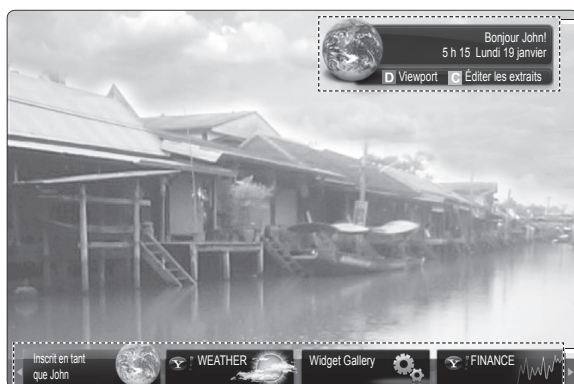 Bonjour John!
5 h 15 Lundi 19 janvier
D Viewport C Éditer les extraits
Inscrit en tant
que John
WEATHER
Widget Gallery
FINANCE